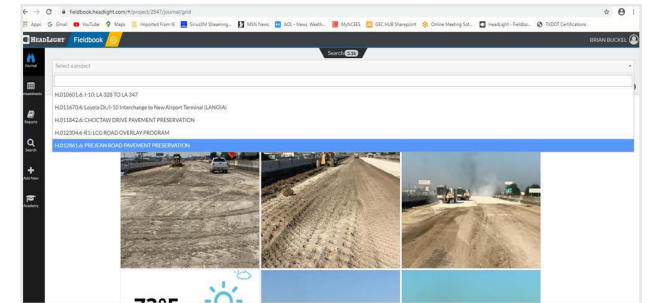 fieldbook.headlight.com/#/project/2847/journal/grid
Apps Gmail YouTube Maps Imported From IE SiriusXM Streaming... MSN News AOL - News, Weath... MyNCEES GEC HUB Sharepoint Online Meeting Sol... HeadLight - Fieldbo... TXDOT Certifications
HEADLIGHT Fieldbook BRIAN BUCKEL
Search
Journal
Select a project
H.010601.6: I-10: LA 328 TO LA 347
H.011670.6: Loyola Dr./I-10 Interchange to New Airport Terminal (LANOIA)
Reports
H.011842.6: CHOCTAW DRIVE PAVEMENT PRESERVATION
H.012304.6-R1: LCG ROAD OVERLAY PROGRAM
Search
H.012861.6: PREJEAN ROAD PAVEMENT PRESERVATION
Add New
Academy
72°F